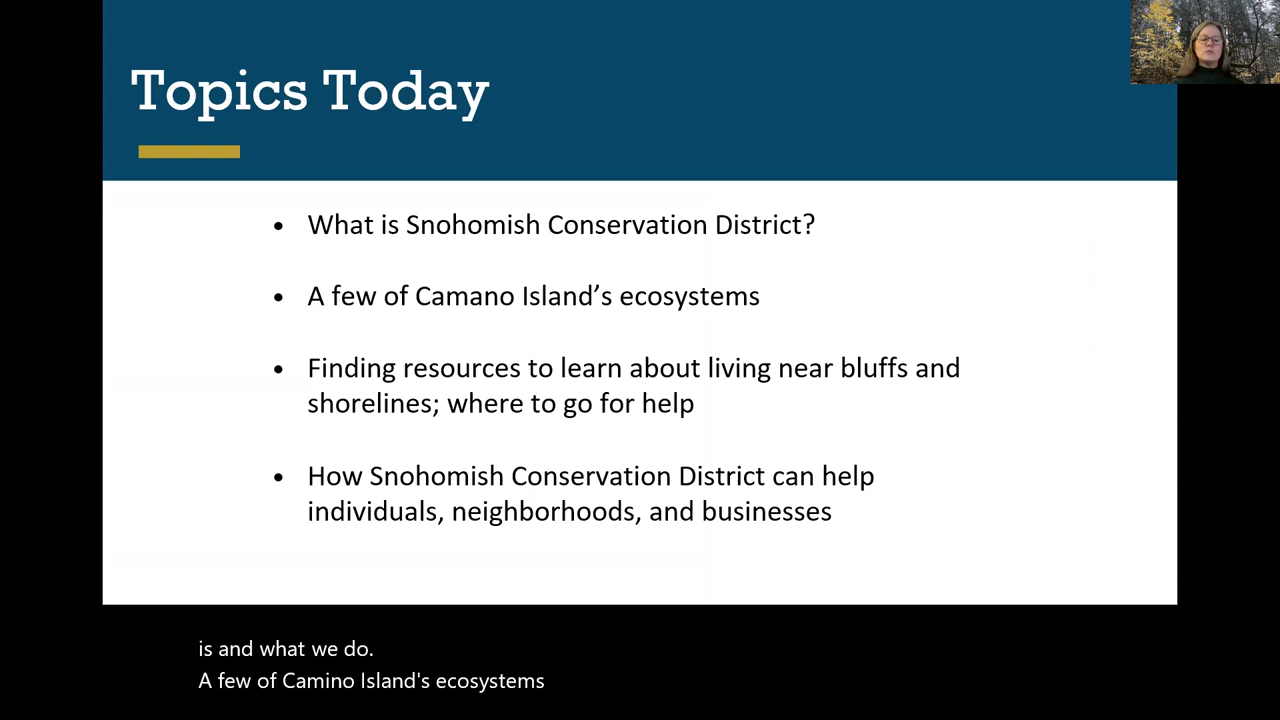 Topics Today
• What is Snohomish Conservation District?
• A few of Camano Island’s ecosystems
• Finding resources to learn about living near bluffs and
shorelines; where to go for help
• How Snohomish Conservation District can help
individuals, neighborhoods, and businesses
is and what we do.
A few of Camino Island's ecosystems